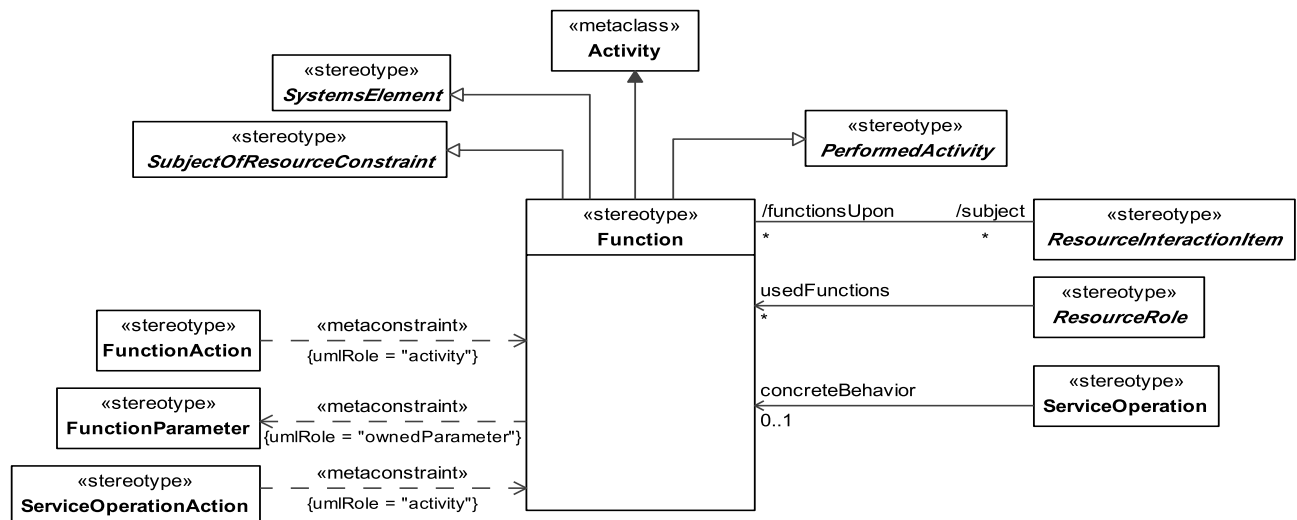 «metaclass»
Activity
«stereotype»
SystemsElement
«stereotype»
SubjectOfResourceConstraint
«stereotype»
PerformedActivity
«stereotype»
Function
/functionsUpon
/subject
*
*
«stereotype»
ResourceInteractionItem
usedFunctions
*
«stereotype»
ResourceRole
«stereotype»
FunctionAction
«metaconstraint»
{umlRole = "activity"}
concreteBehavior
0..1
«stereotype»
ServiceOperation
«stereotype»
FunctionParameter
«metaconstraint»
{umlRole = "ownedParameter"}
«stereotype»
ServiceOperationAction
«metaconstraint»
{umlRole = "activity"}